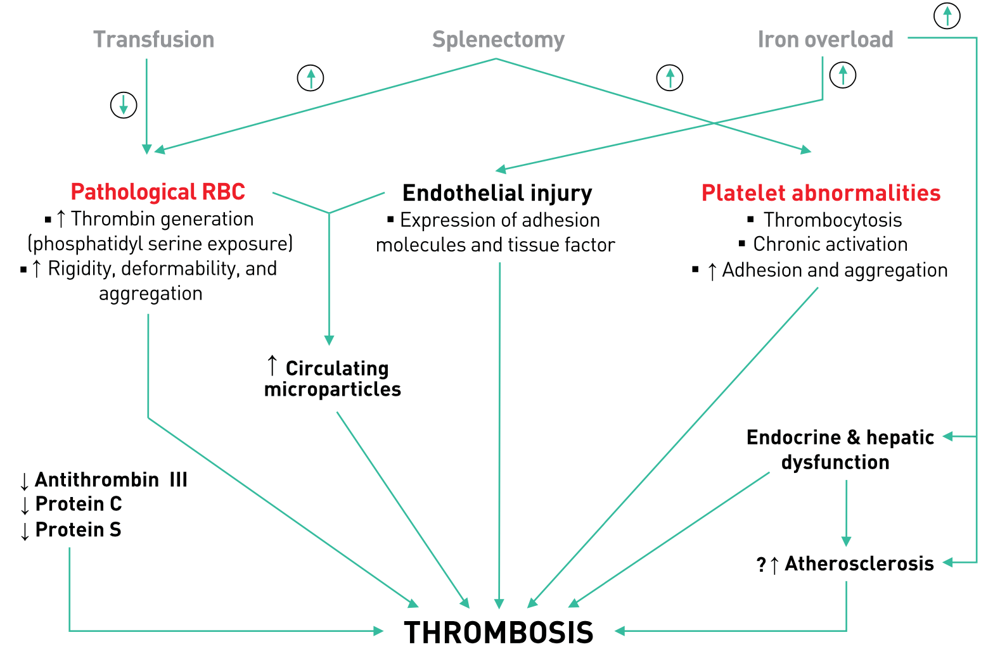 Transfusion
Splenectomy
Iron overload
Pathological RBC
▪ ↑ Thrombin generation
(phosphatidyl serine exposure)
▪ ↑ Rigidity, deformability, and
aggregation
Endothelial injury
▪ Expression of adhesion
molecules and tissue factor
Platelet abnormalities
▪ Thrombocytosis
▪ Chronic activation
▪ ↑ Adhesion and aggregation
↑ Circulating
microparticles
Endocrine & hepatic
dysfunction
↓ Antithrombin III
↓ Protein C
↓ Protein S
? ↑ Atherosclerosis
THROMBOSIS